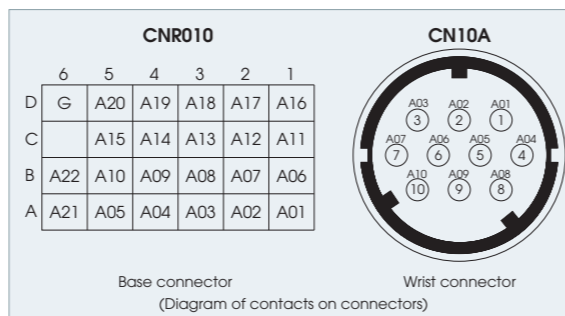 CNR010
CN10A
6 5 4 3 2 1
D G A20 A19 A18 A17 A16
C A15 A14 A13 A12 A11
B A22 A10 A09 A08 A07 A06
A A21 A05 A04 A03 A02 A01
A03 A02 A01
3 2 1
A07 A06 A05 A04
7 6 5 4
A10 A09 A08
10 9 8
Base connector
Wrist connector
(Diagram of contacts on connectors)